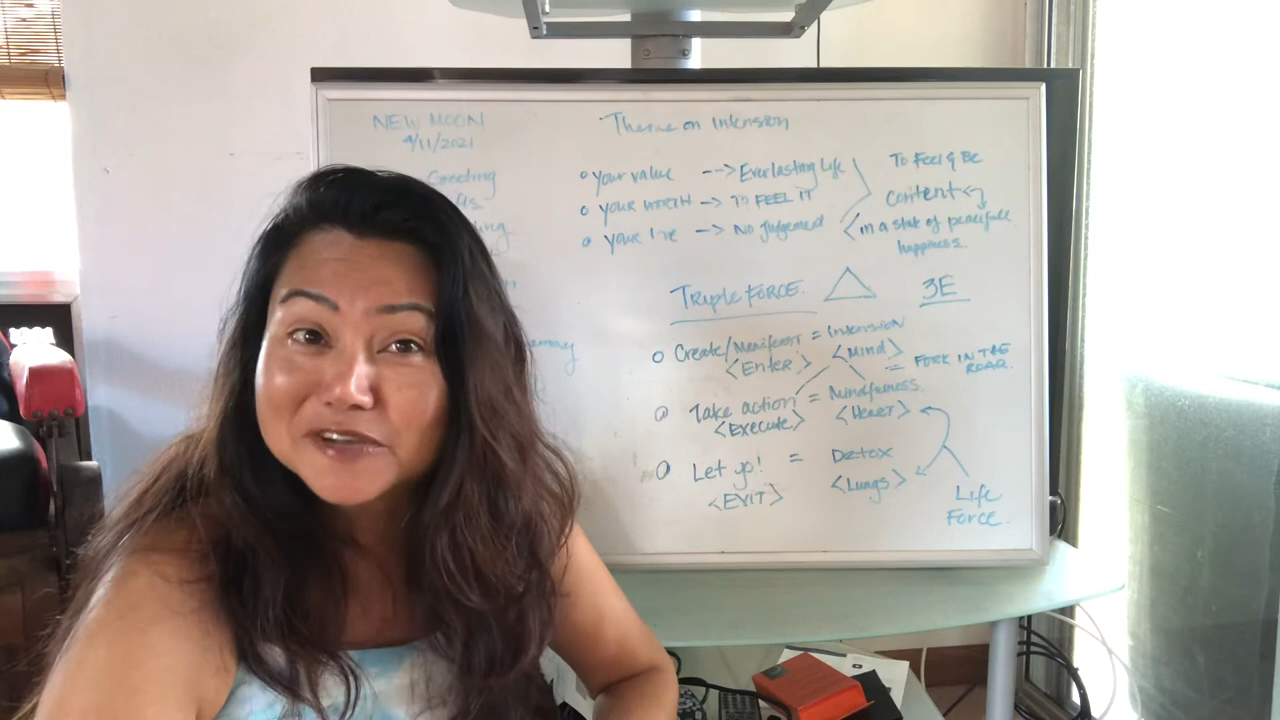 NEW MOON
4/11/2021
Greeting
Theme on Intension
o your value --> Everlasting Life
o YOUR WORTH --> TO FEEL IT
o your life --> No Judgement
To Feel & Be
content
in a state of peacefull
happiness.
TRIPLE FORCE. △ 3E
o Create/Manifest = Intension
<Enter> <Mind>
= FORK IN THE
ROAD.
o Take action = Mindfulness.
<Execute> <Heart>
o Let go! = Detox
<EXIT> <Lungs>
Life
Force.